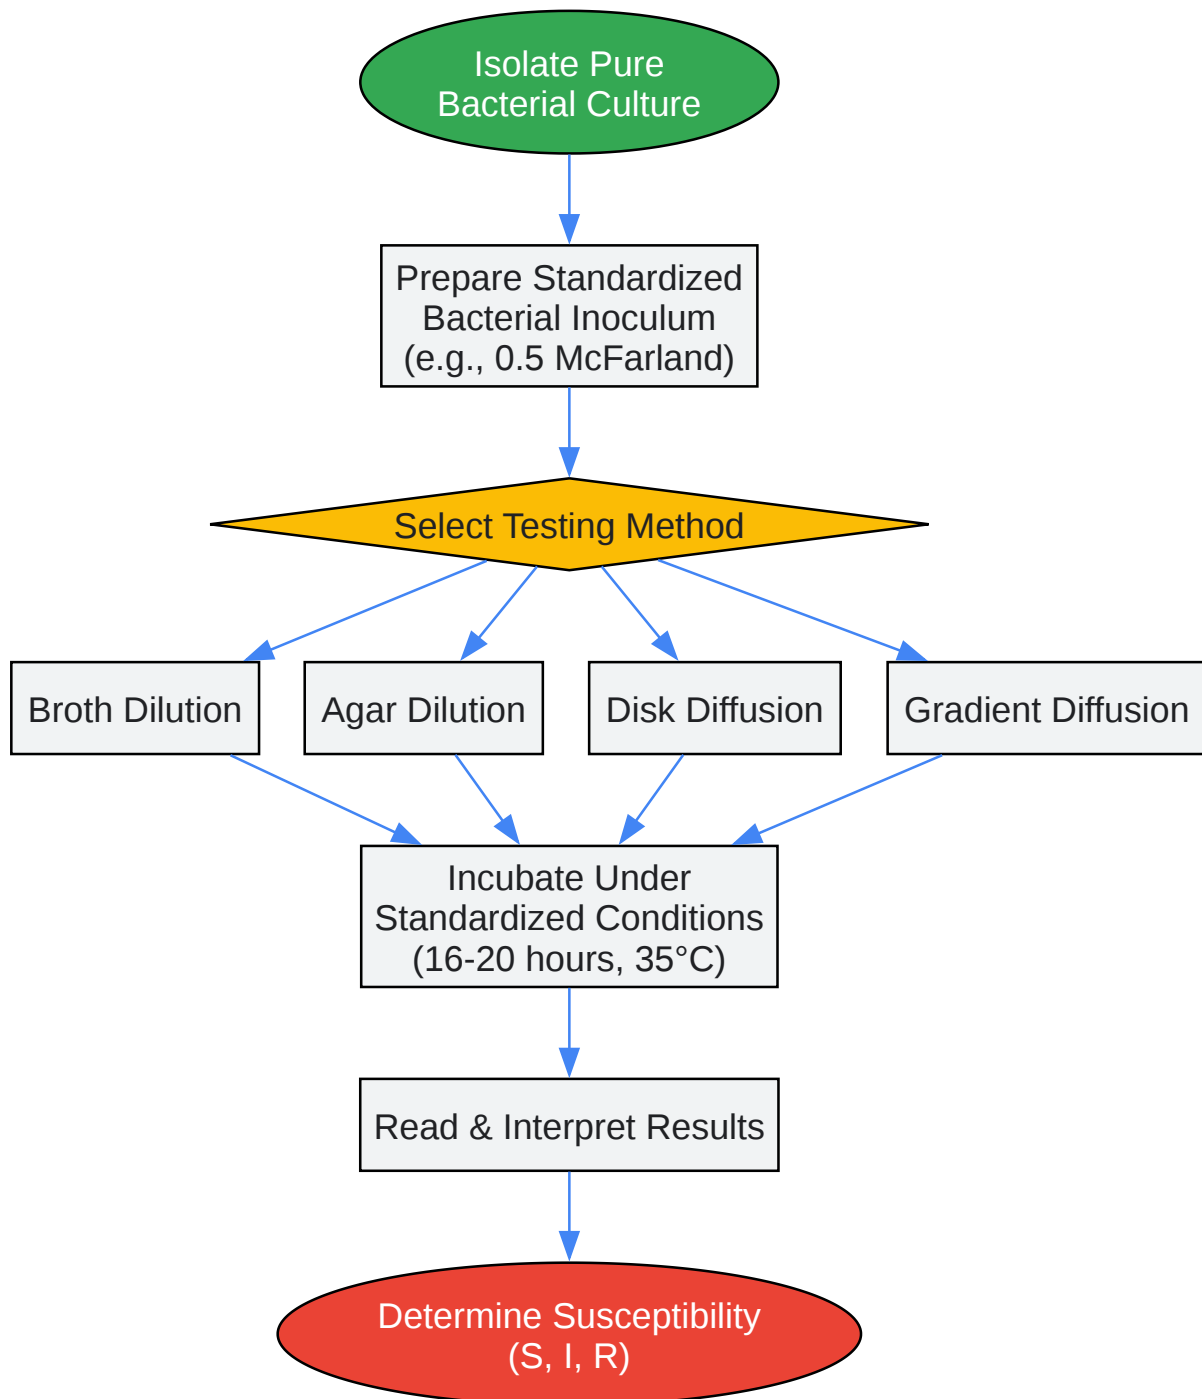 Isolate Pure
Bacterial Culture
Prepare Standardized
Bacterial Inoculum
(e.g., 0.5 McFarland)
Select Testing Method
Broth Dilution
Agar Dilution
Disk Diffusion
Gradient Diffusion
Incubate Under
Standardized Conditions
(16-20 hours, 35°C)
Read & Interpret Results
Determine Susceptibility
(S, I, R)